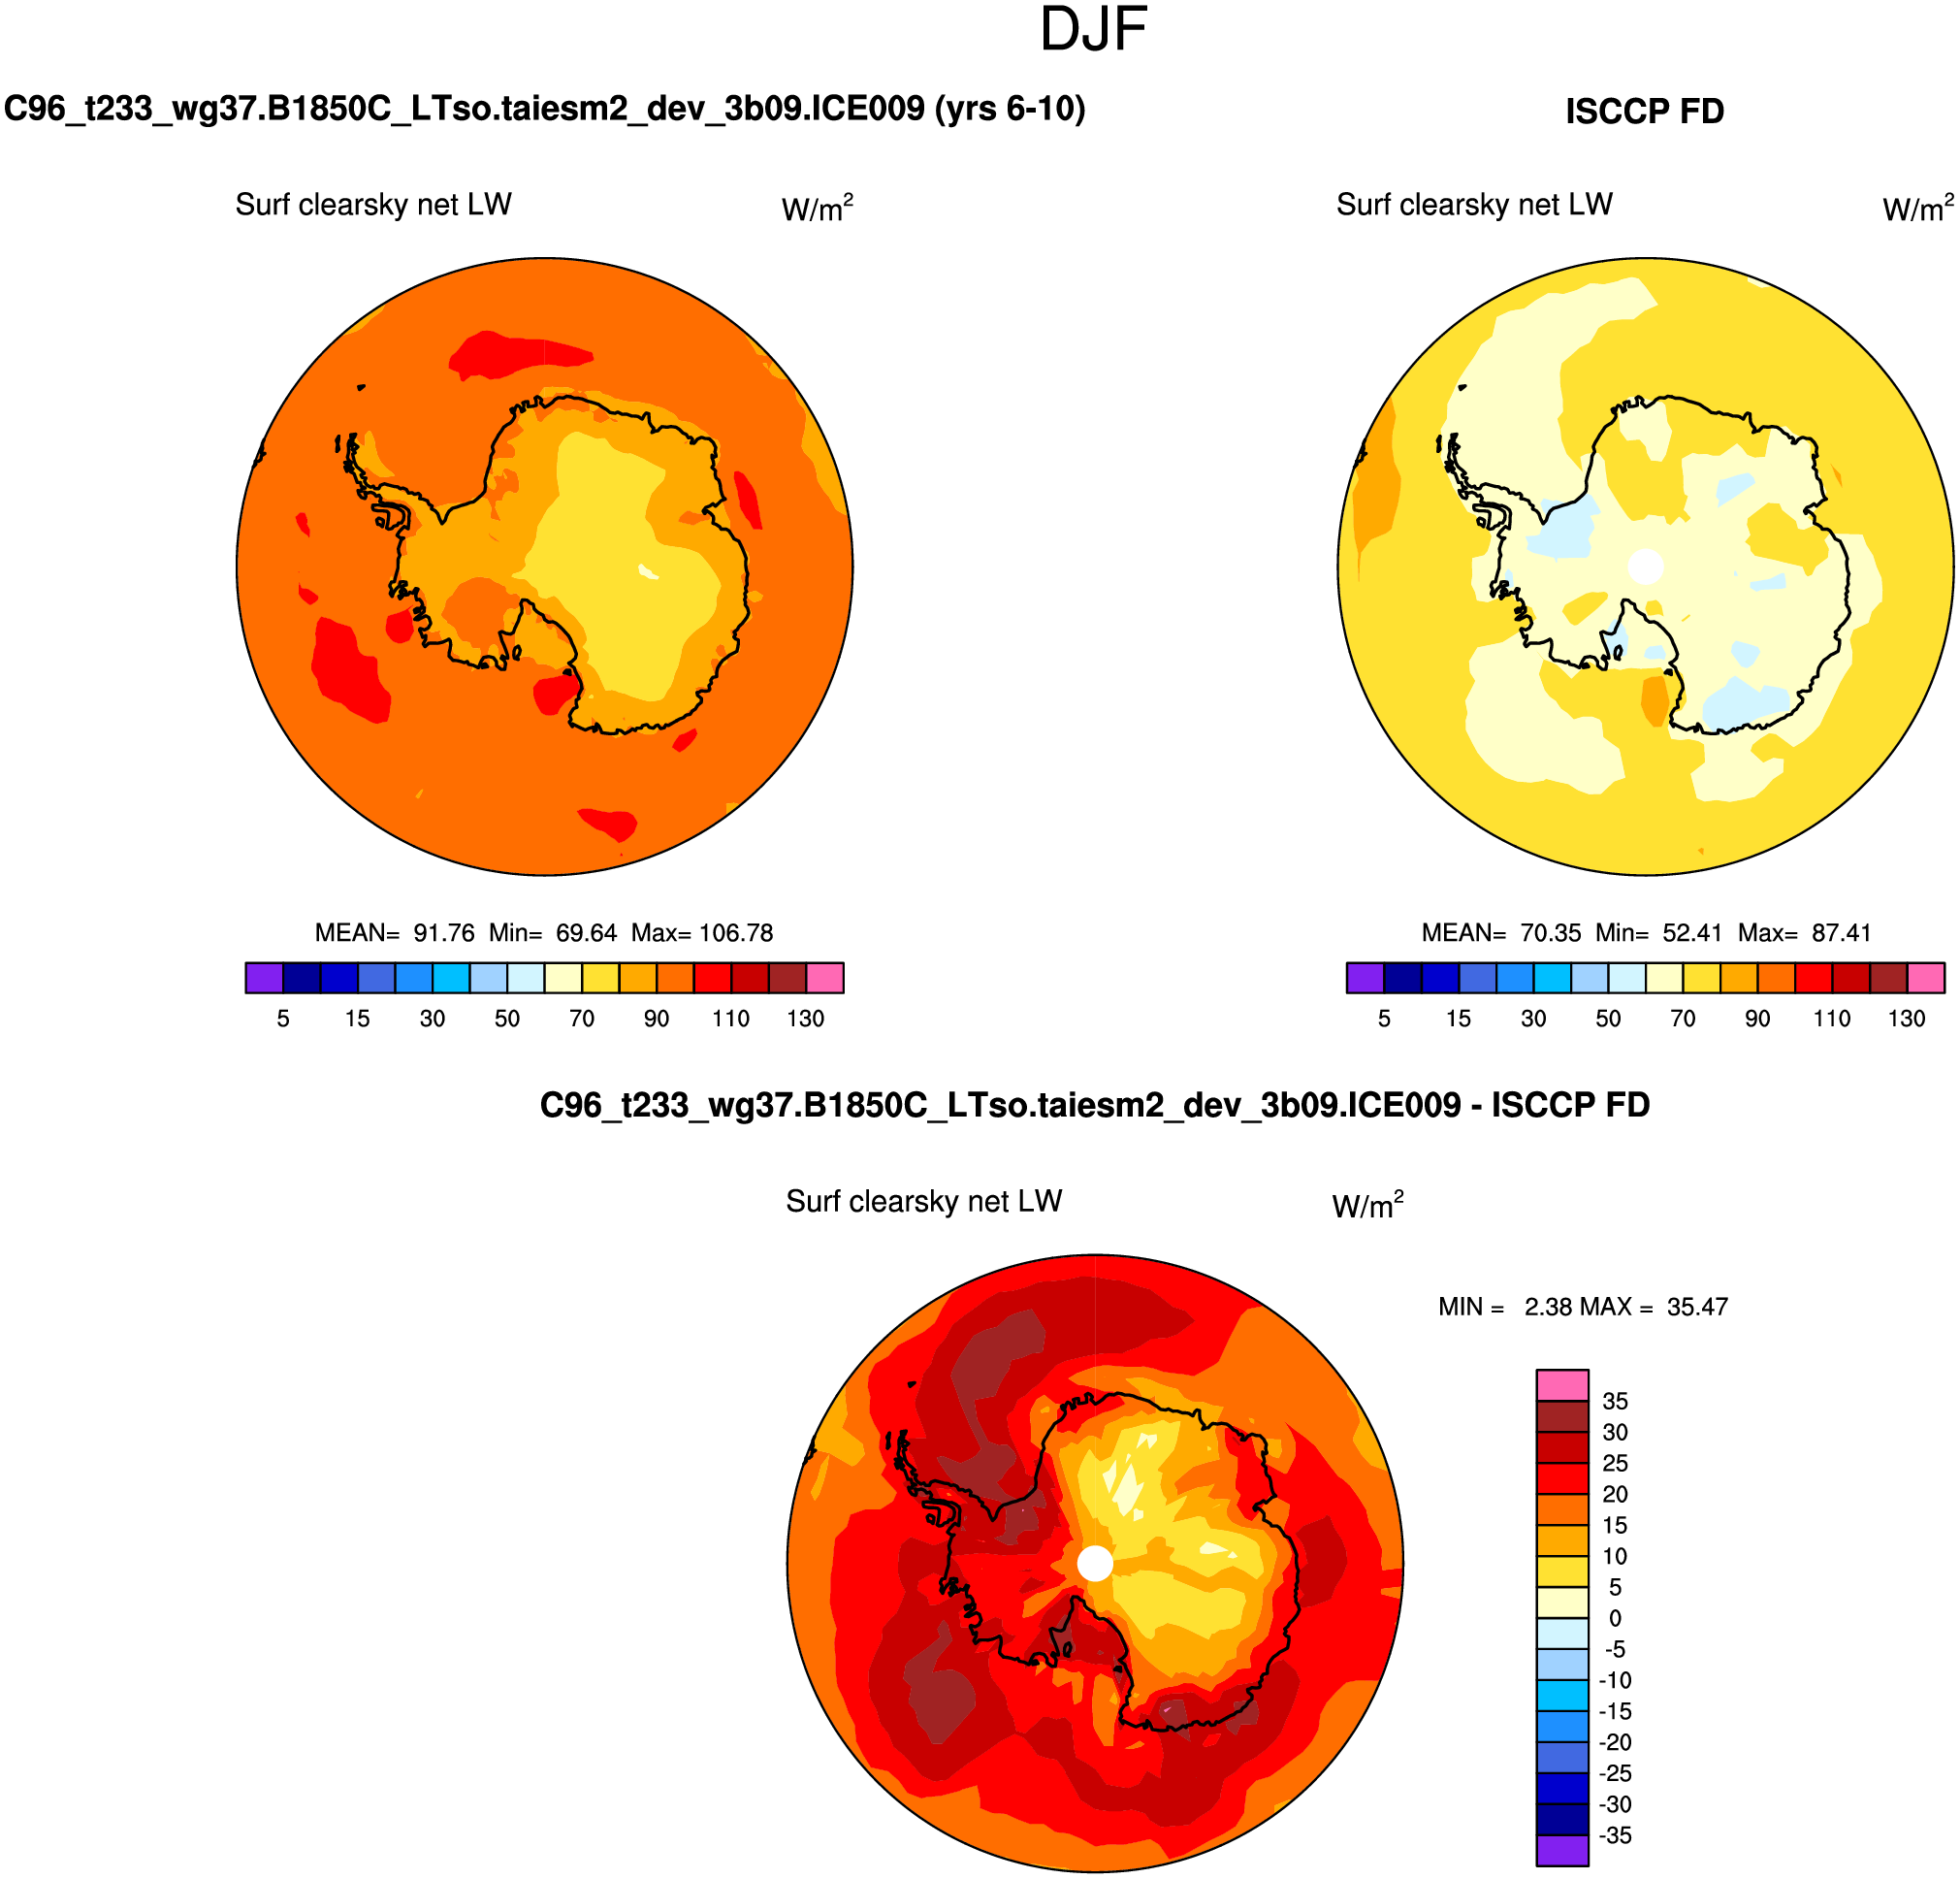 DJF
C96_t233_wg37.B1850C_LTso.taiesm2_dev_3b09.ICE009 (yrs 6-10)
ISCCP FD
Surf clearsky net LW W/m2
Surf clearsky net LW W/m2
MEAN= 91.76 Min= 69.64 Max= 106.78
MEAN= 70.35 Min= 52.41 Max= 87.41
5 15 30 50 70 90 110 130
5 15 30 50 70 90 110 130
C96_t233_wg37.B1850C_LTso.taiesm2_dev_3b09.ICE009 - ISCCP FD
Surf clearsky net LW W/m2
MIN = 2.38 MAX = 35.47
35
30
25
20
15
10
5
0
-5
-10
-15
-20
-25
-30
-35